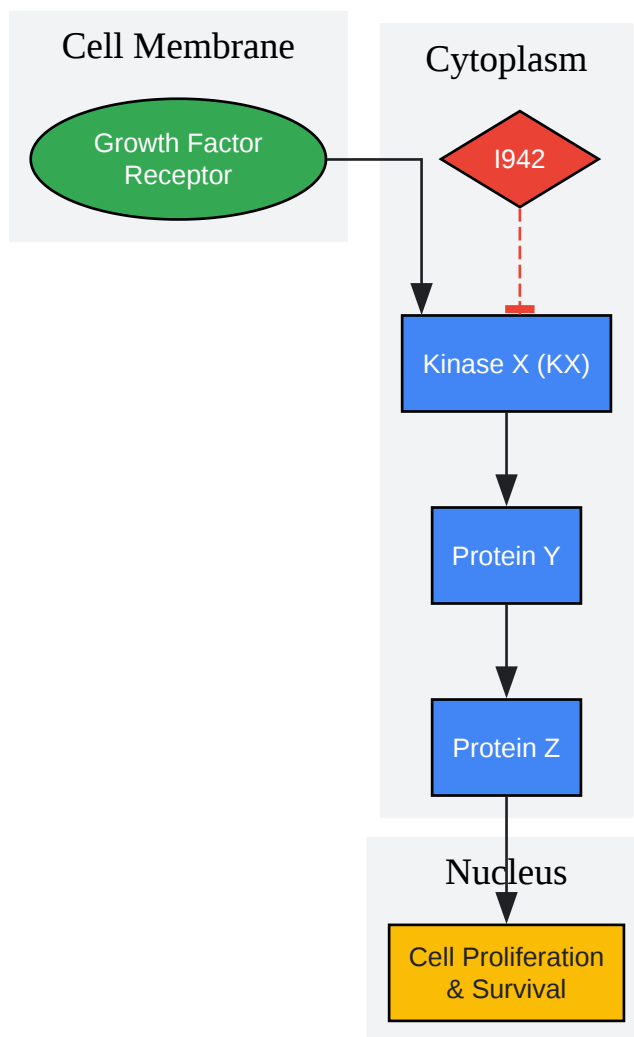 Cell Membrane
Growth Factor
Receptor
Cytoplasm
I942
Kinase X (KX)
Protein Y
Protein Z
Nucleus
Cell Proliferation
& Survival